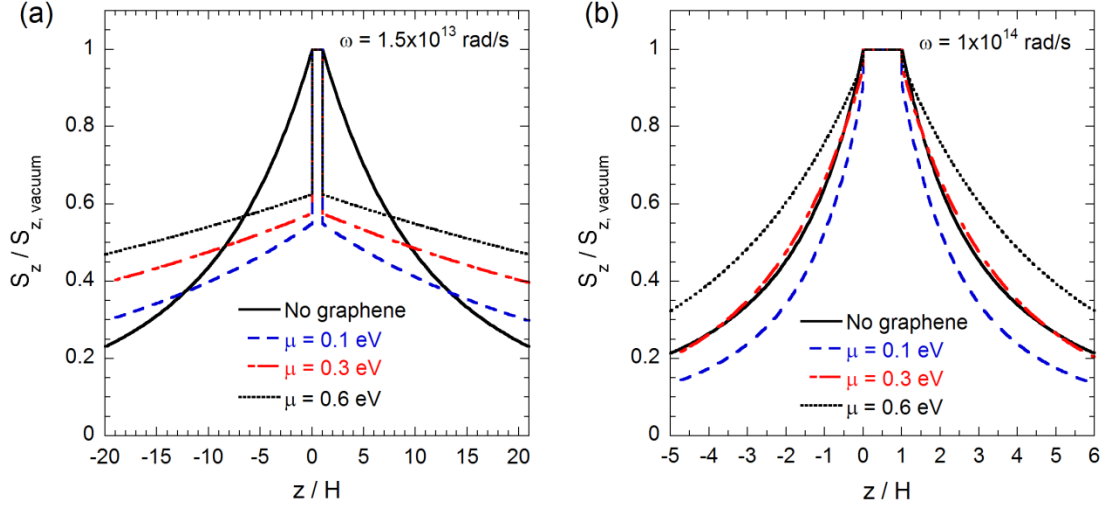 (a)
ω = 1.5x10¹³ rad/s
S_z / S_z, vacuum
1
0.8
0.6
0.4
0.2
0
No graphene
μ = 0.1 eV
μ = 0.3 eV
μ = 0.6 eV
-20 -15 -10 -5 0 5 10 15 20
z / H
(b)
ω = 1x10¹⁴ rad/s
S_z / S_z, vacuum
1
0.8
0.6
0.4
0.2
0
No graphene
μ = 0.1 eV
μ = 0.3 eV
μ = 0.6 eV
-5 -4 -3 -2 -1 0 1 2 3 4 5 6
z / H